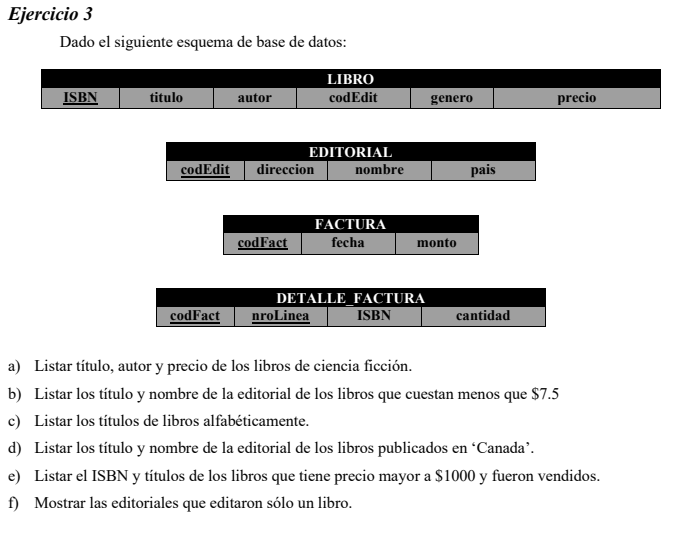 Ejercicio 3
Dado el siguiente esquema de base de datos:
LIBRO
ISBN titulo autor codEdit genero precio
EDITORIAL
codEdit direccion nombre pais
FACTURA
codFact fecha monto
DETALLE_FACTURA
codFact nroLinea ISBN cantidad
a) Listar título, autor y precio de los libros de ciencia ficción.
b) Listar los título y nombre de la editorial de los libros que cuestan menos que $7.5
c) Listar los títulos de libros alfabéticamente.
d) Listar los título y nombre de la editorial de los libros publicados en ‘Canada’.
e) Listar el ISBN y títulos de los libros que tiene precio mayor a $1000 y fueron vendidos.
f) Mostrar las editoriales que editaron sólo un libro.